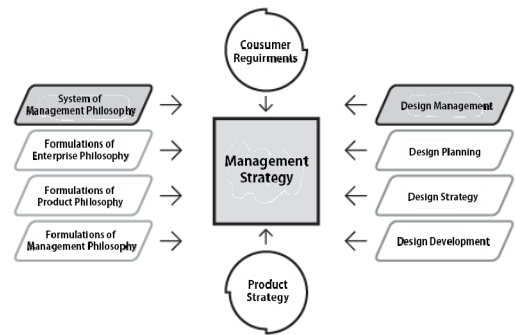 Cousumer
Reguirments
System of
Management Philosophy
Formulations of
Enterprise Philosophy
Formulations of
Product Philosophy
Formulations of
Management Philosophy
Management
Strategy
Design Management
Design Planning
Design Strategy
Design Development
Product
Strategy